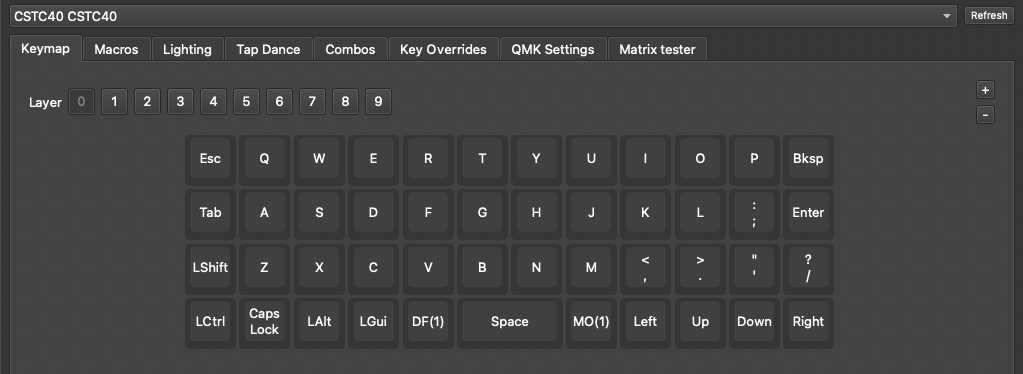 CSTC40 CSTC40 Refresh
Keymap Macros Lighting Tap Dance Combos Key Overrides QMK Settings Matrix tester
Layer 0 1 2 3 4 5 6 7 8 9 +
-
Esc Q W E R T Y U I O P Bksp
Tab A S D F G H J K L : ; Enter
LShift Z X C V B N M < , > . " ' ? /
LCtrl Caps Lock LAlt LGui DF(1) Space MO(1) Left Up Down Right